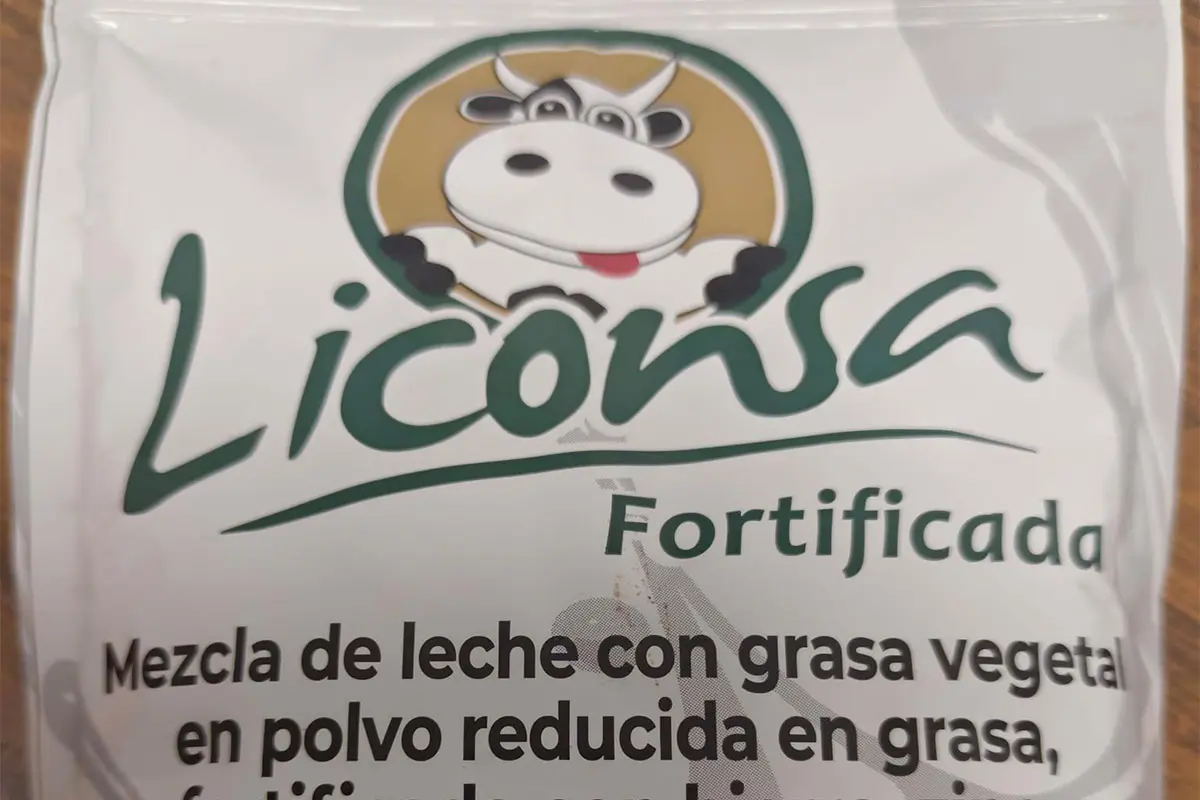 Liconsa
Fortificada
Mezcla de leche con grasa vegetal
en polvo reducida en grasa,